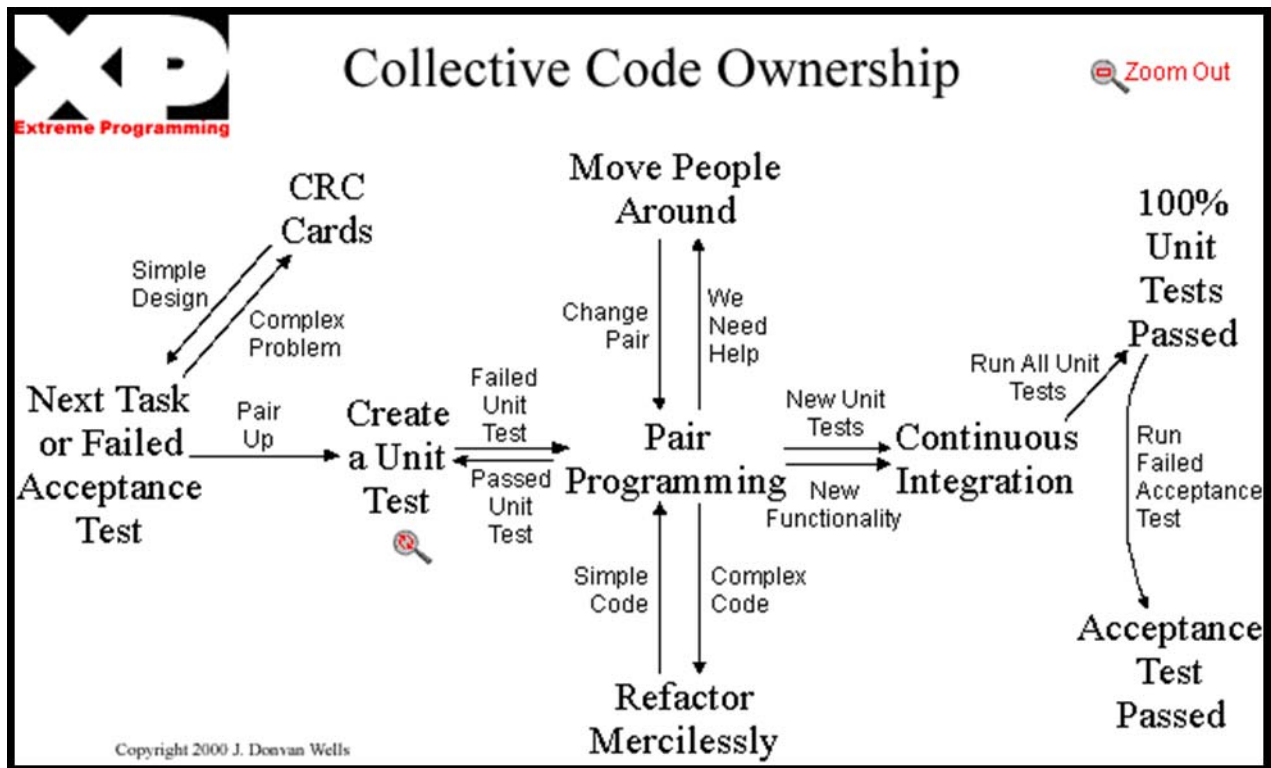 XP
Extreme Programming
Collective Code Ownership
Zoom Out
CRC
Cards
Simple
Design
Complex
Problem
Next Task
or Failed
Acceptance
Test
Pair
Up
Create
a Unit
Test
Failed
Unit
Test
Passed
Unit
Test
Move People
Around
Change
Pair
We
Need
Help
Pair
Programming
Simple
Code
Complex
Code
Refactor
Mercilessly
New Unit
Tests
New
Functionality
Continuous
Integration
Run All Unit
Tests
100%
Unit
Tests
Passed
Run
Failed
Acceptance
Test
Acceptance
Test
Passed
Copyright 2000 J. Donvan Wells